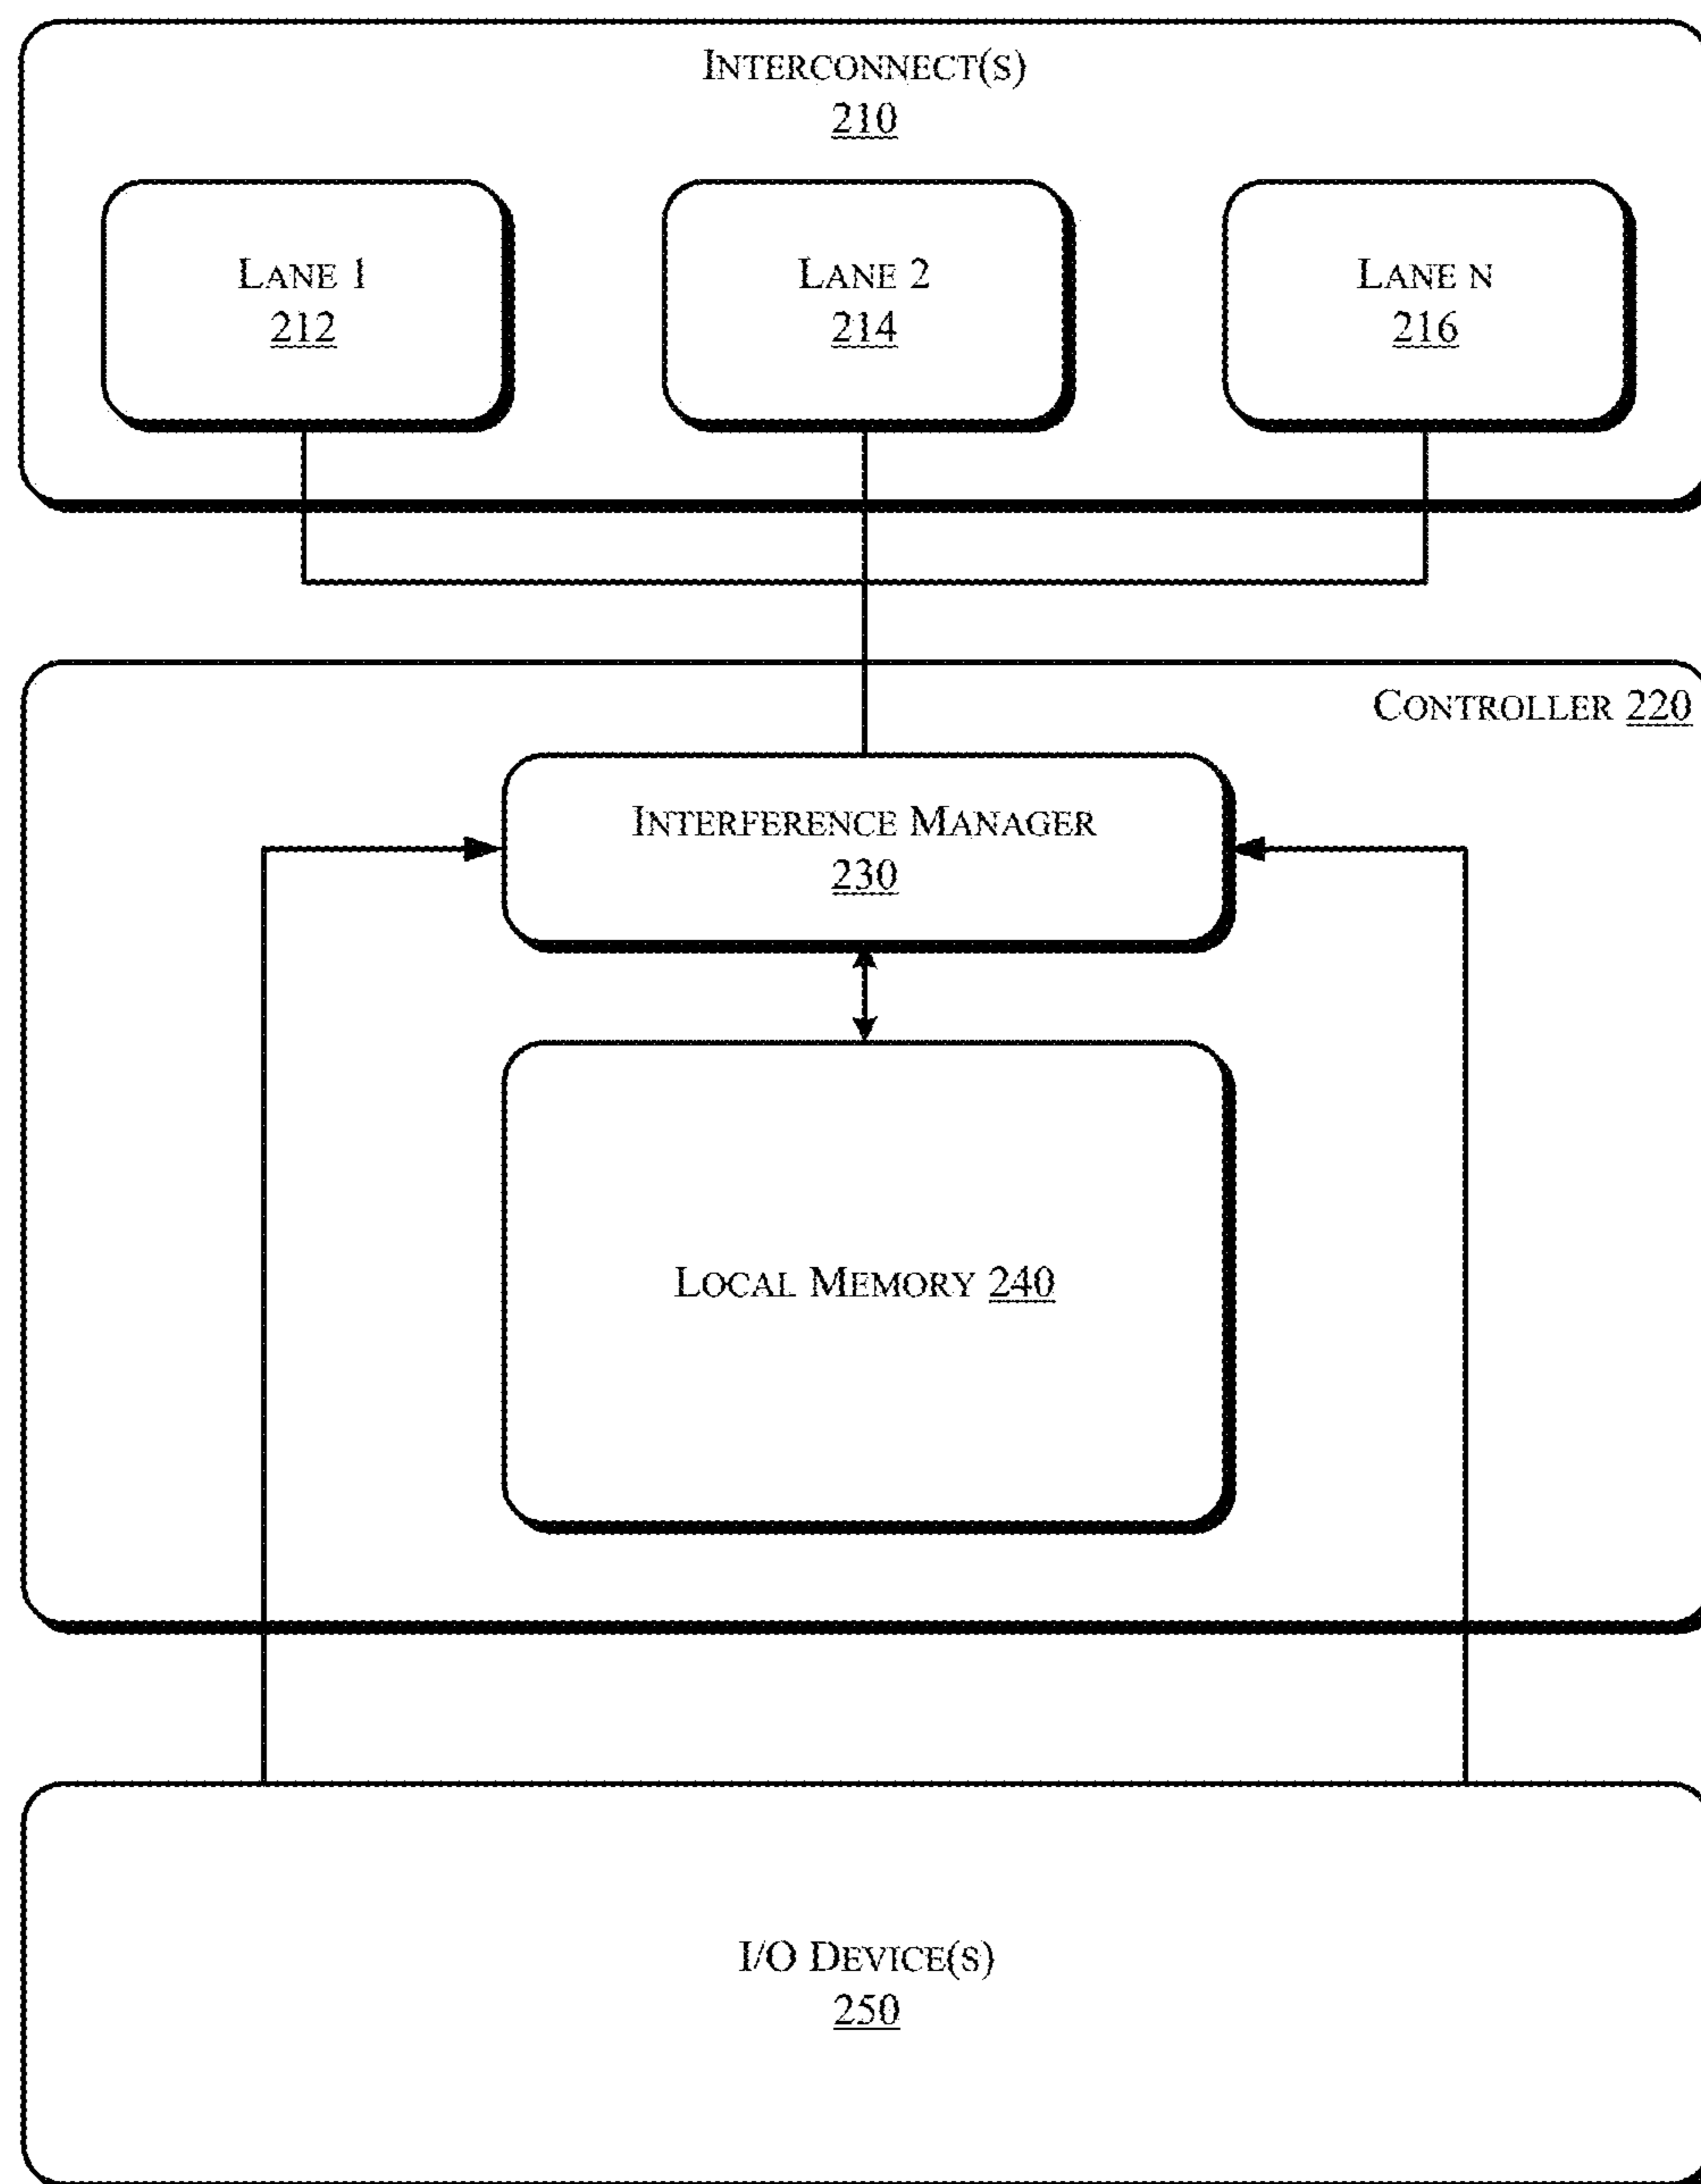 INTERCONNECT(S)
210
LANE 1
212
LANE 2
214
LANE N
216
CONTROLLER 220
INTERFERENCE MANAGER
230
LOCAL MEMORY 240
I/O DEVICE(S)
250